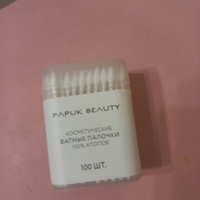 PAPUK BEAUTY
КОСМЕТИЧЕСКИЕ
ВАТНЫЕ ПАЛОЧКИ
100% ХЛОПОК
100 ШТ.